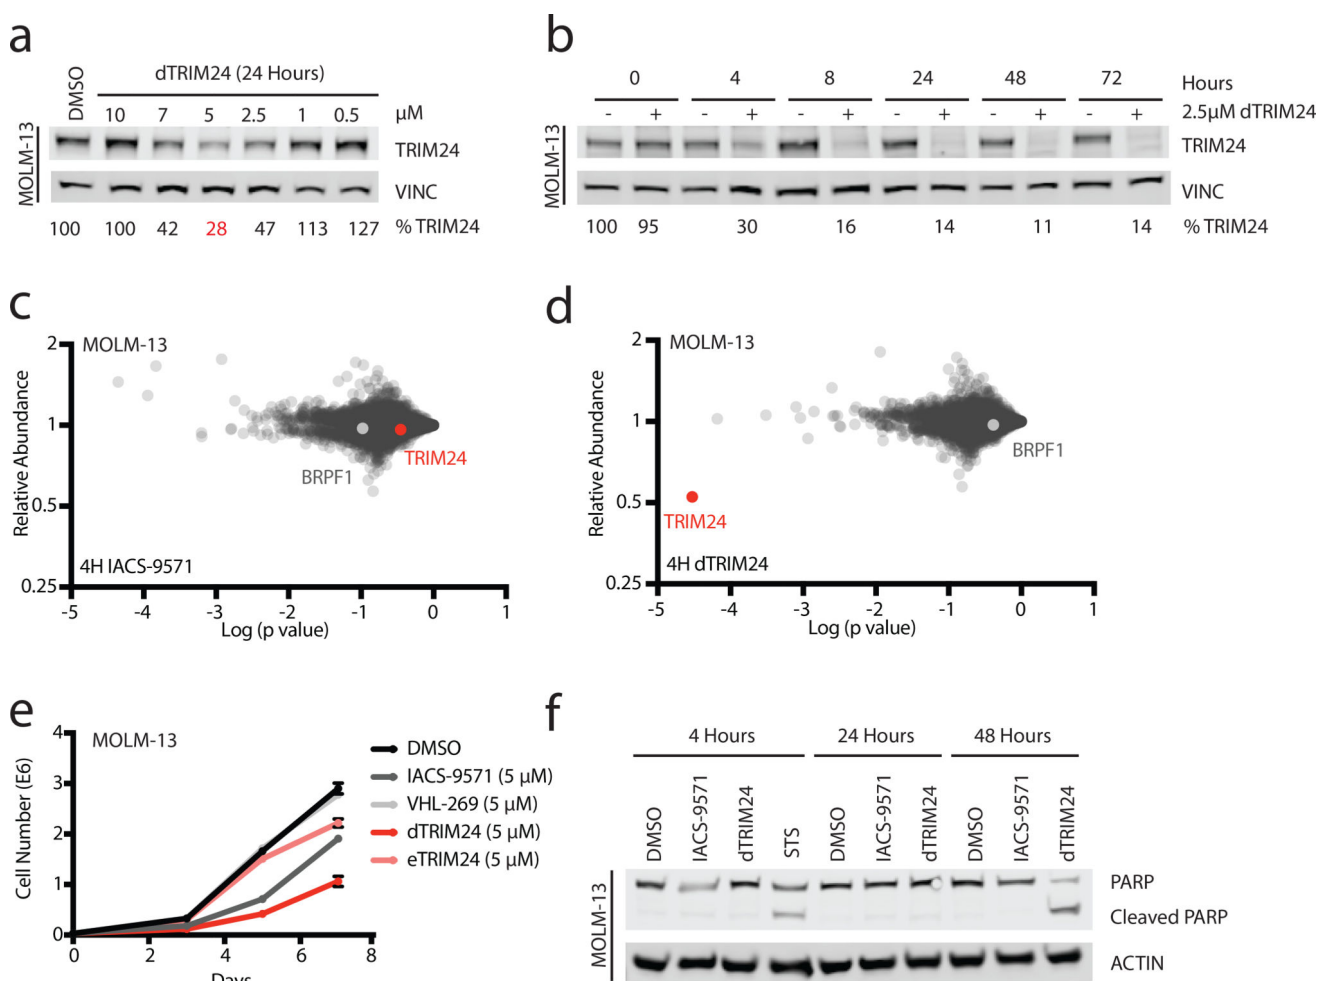 a
DMSO
dTRIM24 (24 Hours)
10 7 5 2.5 1 0.5 µM
MOLM-13
TRIM24
VINC
100 100 42 28 47 113 127 % TRIM24
b
0 4 8 24 48 72 Hours
- + - + - + - + - + - + 2.5µM dTRIM24
MOLM-13
TRIM24
VINC
100 95 30 16 14 11 14 % TRIM24
c
MOLM-13
Relative Abundance
2
1
0.5
0.25
BRPF1
TRIM24
4H IACS-9571
-5 -4 -3 -2 -1 0 1
Log (p value)
d
MOLM-13
Relative Abundance
2
1
0.5
0.25
BRPF1
TRIM24
4H dTRIM24
-5 -4 -3 -2 -1 0 1
Log (p value)
e
MOLM-13
Cell Number (E6)
4
3
2
1
0
0 2 4 6 8
Days
DMSO
IACS-9571 (5 µM)
VHL-269 (5 µM)
dTRIM24 (5 µM)
eTRIM24 (5 µM)
f
4 Hours 24 Hours 48 Hours
DMSO IACS-9571 dTRIM24 STS DMSO IACS-9571 dTRIM24 DMSO IACS-9571 dTRIM24
MOLM-13
PARP
Cleaved PARP
ACTIN